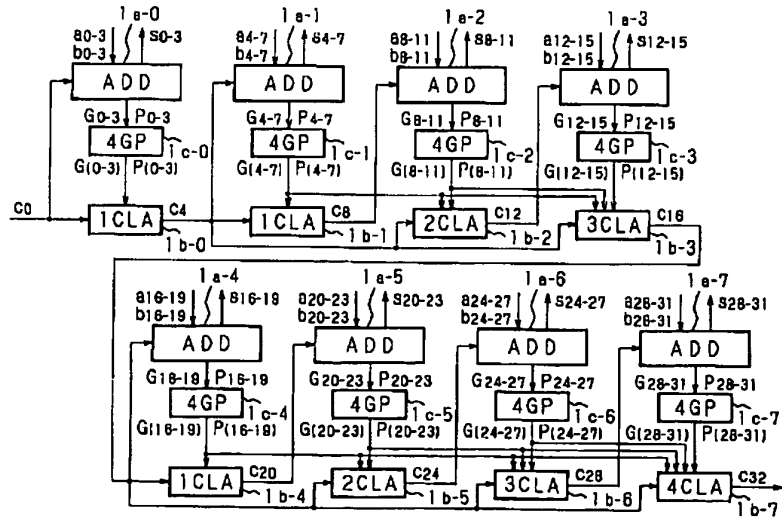 1a-0 1a-1 1a-2 1a-3
a0-3 s0-3 a4-7 s4-7 a8-11 s8-11 a12-15 s12-15
b0-3 b4-7 b8-11 b12-15
ADD ADD ADD ADD
G0-3 P0-3 G4-7 P4-7 G8-11 P8-11 G12-15 P12-15
4GP 4GP 4GP 4GP
1c-0 1c-1 1c-2 1c-3
G(0-3) P(0-3) G(4-7) P(4-7) G(8-11) P(8-11) G(12-15) P(12-15)
C0 1CLA C4 1CLA C8 2CLA C12 3CLA C16
1b-0 1b-1 1b-2 1b-3
1a-4 1a-5 1a-6 1a-7
a16-19 s16-19 a20-23 s20-23 a24-27 s24-27 a28-31 s28-31
b16-19 b20-23 b24-27 b28-31
ADD ADD ADD ADD
G16-19 P16-19 G20-23 P20-23 G24-27 P24-27 G28-31 P28-31
4GP 4GP 4GP 4GP
1c-4 1c-5 1c-6 1c-7
G(16-19) P(16-19) G(20-23) P(20-23) G(24-27) P(24-27) G(28-31) P(28-31)
1CLA C20 2CLA C24 3CLA C28 4CLA C32
1b-4 1b-5 1b-6 1b-7